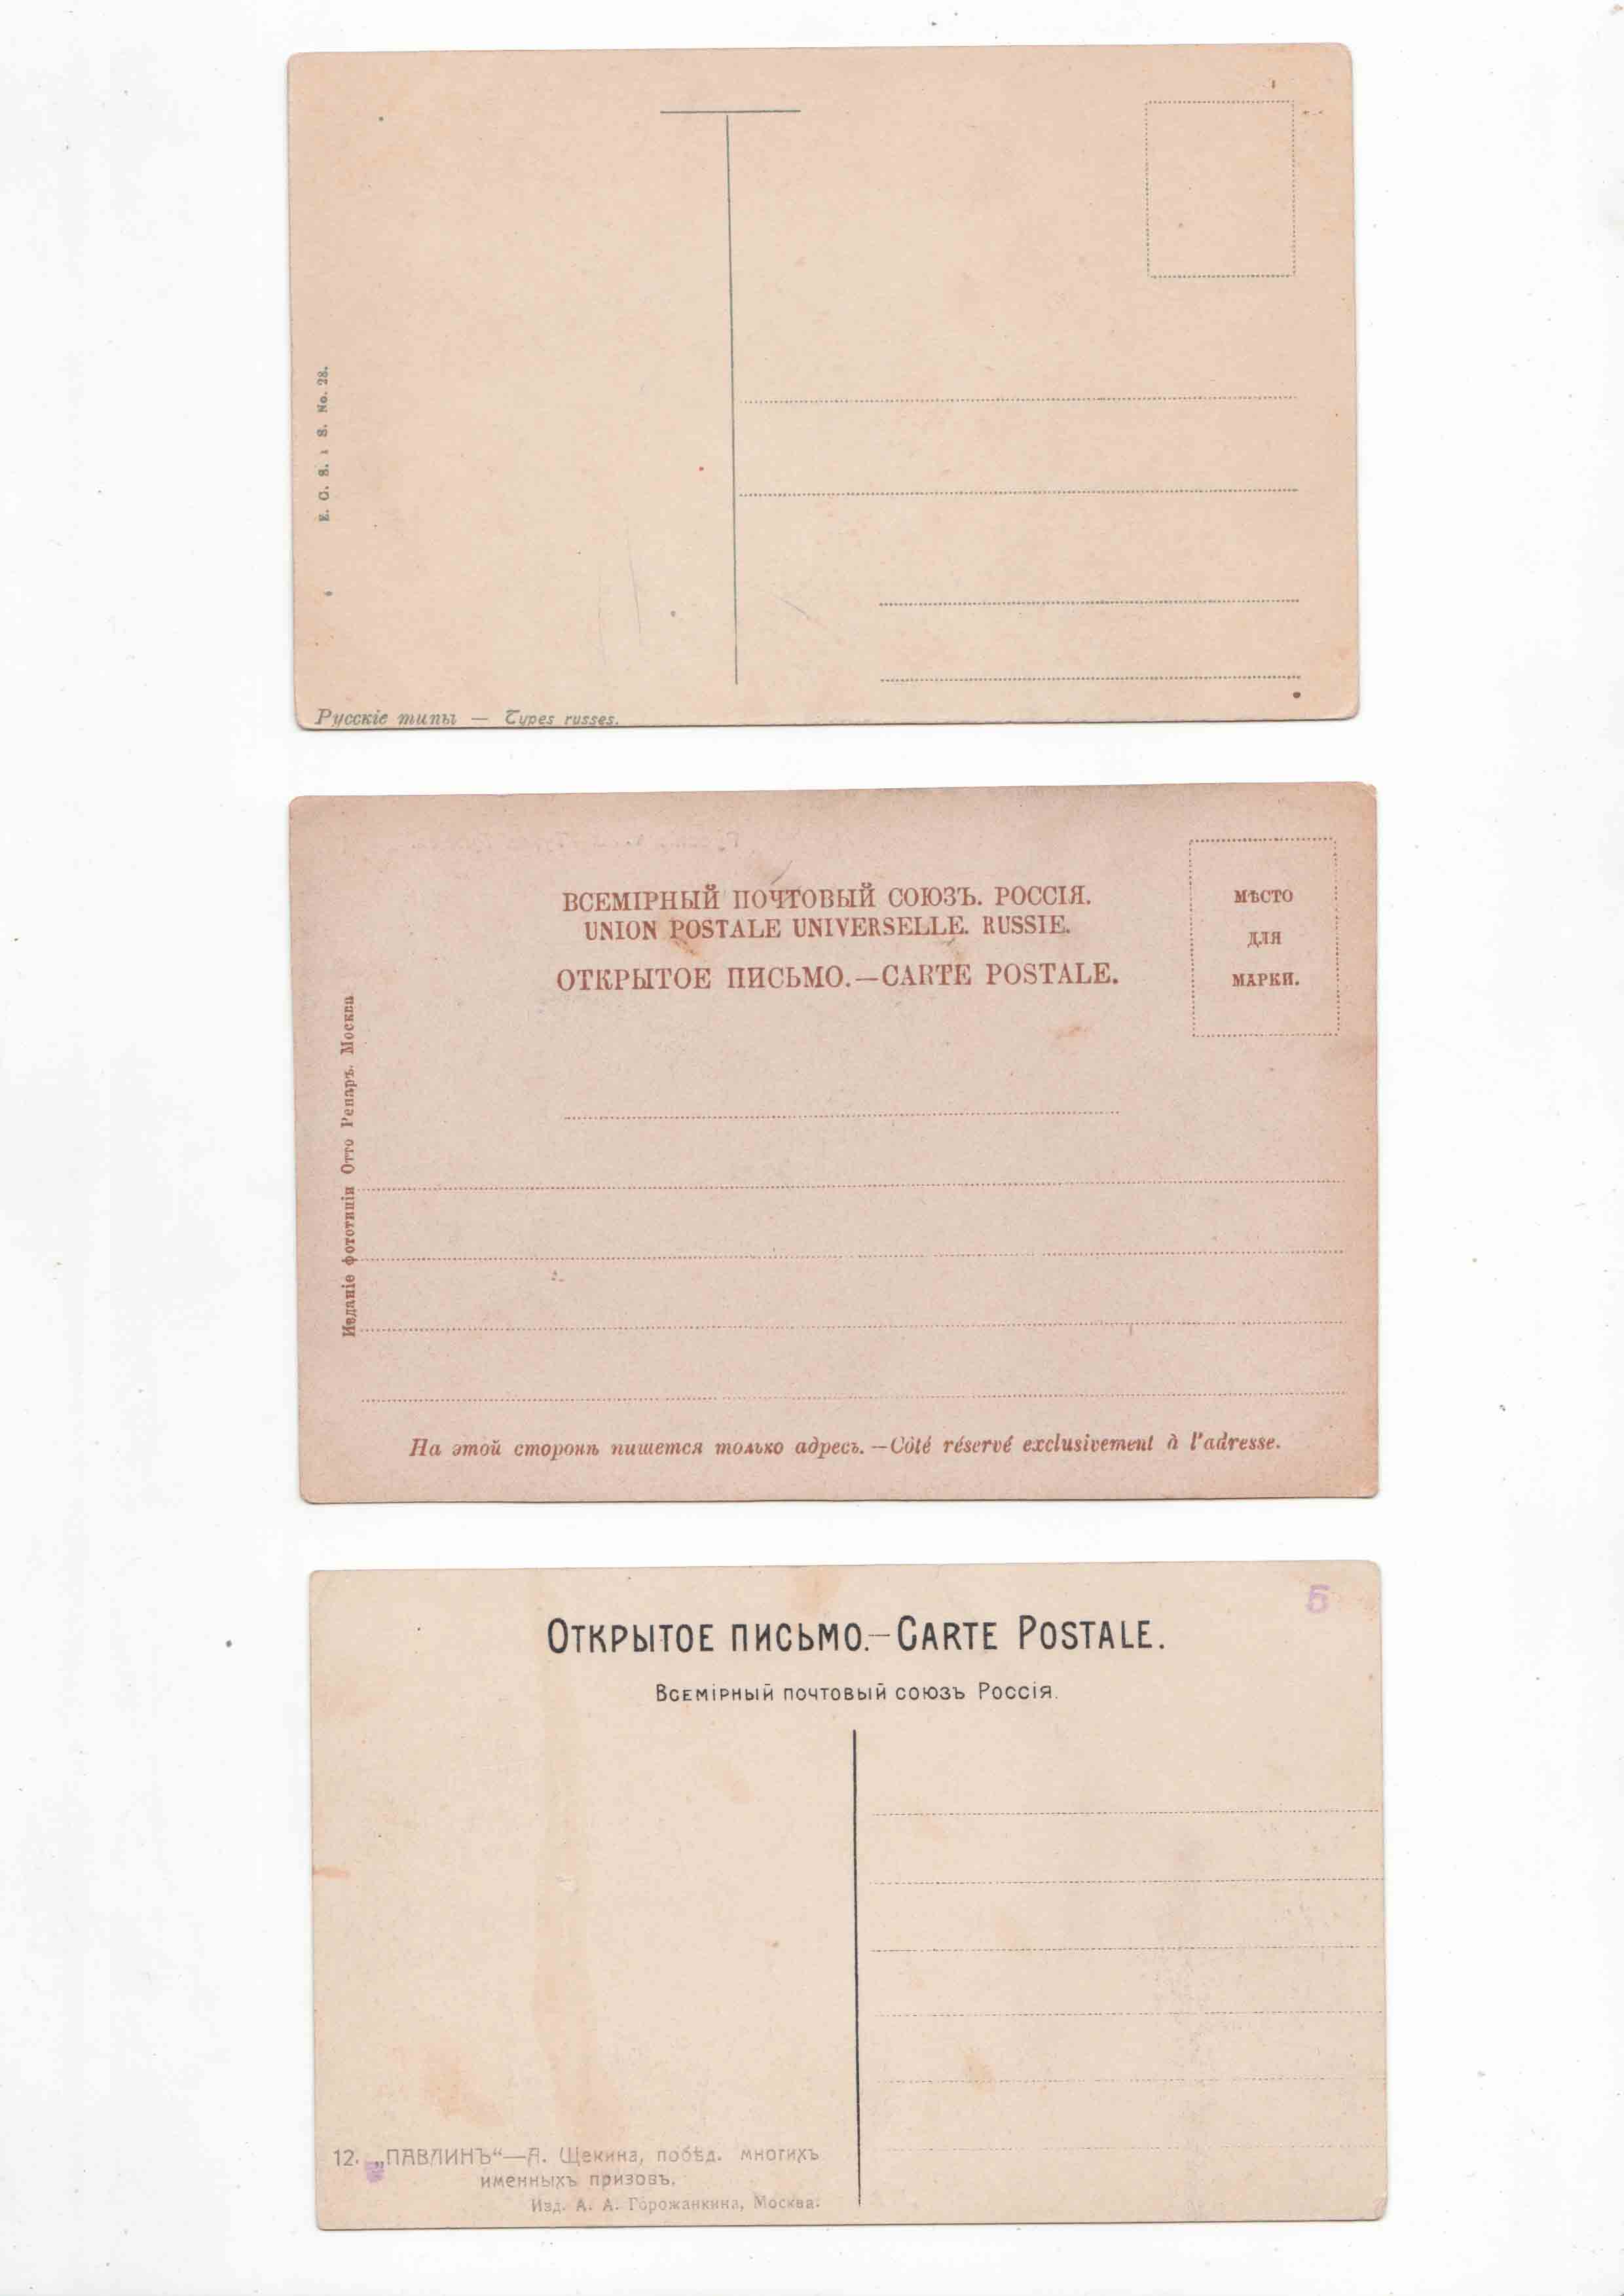 E. G. S. i S. No. 28.
Русскіе типы — Types russes.
ВСЕМІРНЫЙ ПОЧТОВЫЙ СОЮЗЪ. РОССІЯ.
UNION POSTALE UNIVERSELLE. RUSSIE.
ОТКРЫТОЕ ПИСЬМО.—CARTE POSTALE.
МѢСТО
ДЛЯ
МАРКИ.
Изданіе фототипіи Отто Ренаръ. Москва
На этой сторонѣ пишется только адресъ.—Côté réservé exclusivement à l'adresse.
5
ОТКРЫТОЕ ПИСЬМО.—CARTE POSTALE.
ВСЕМІРНЫЙ ПОЧТОВЫЙ СОЮЗЪ РОССІЯ.
12. „ПАВЛИНЪ“—А. Щекина, побѣд. многихъ
именныхъ призовъ.
Изд. А. А. Горожанкина, Москва.